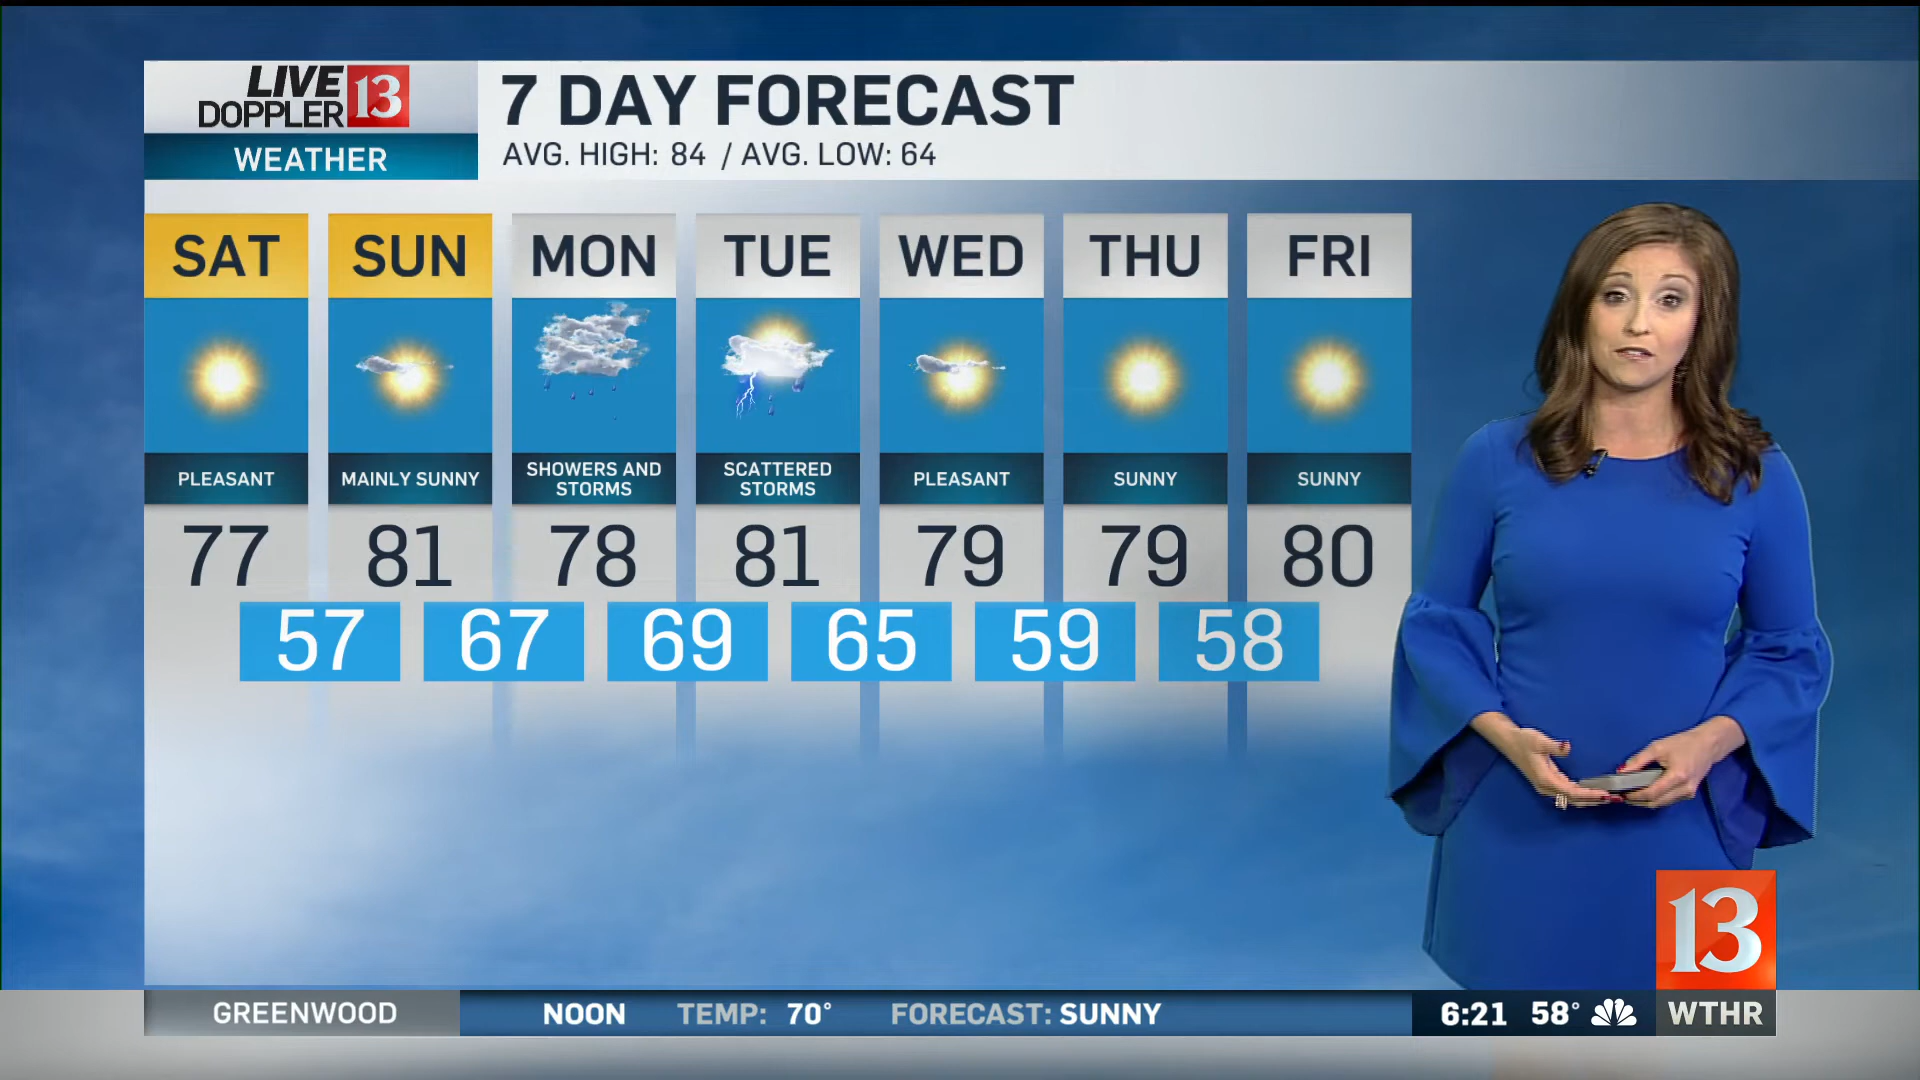 LIVE
DOPPLER 13
WEATHER
7 DAY FORECAST
AVG. HIGH: 84 / AVG. LOW: 64
SAT SUN MON TUE WED THU FRI
PLEASANT
MAINLY SUNNY
SHOWERS AND
STORMS
SCATTERED
STORMS
PLEASANT
SUNNY
SUNNY
77 81 78 81 79 79 80
57 67 69 65 59 58
13
GREENWOOD NOON TEMP: 70° FORECAST: SUNNY 6:21 58° WTHR